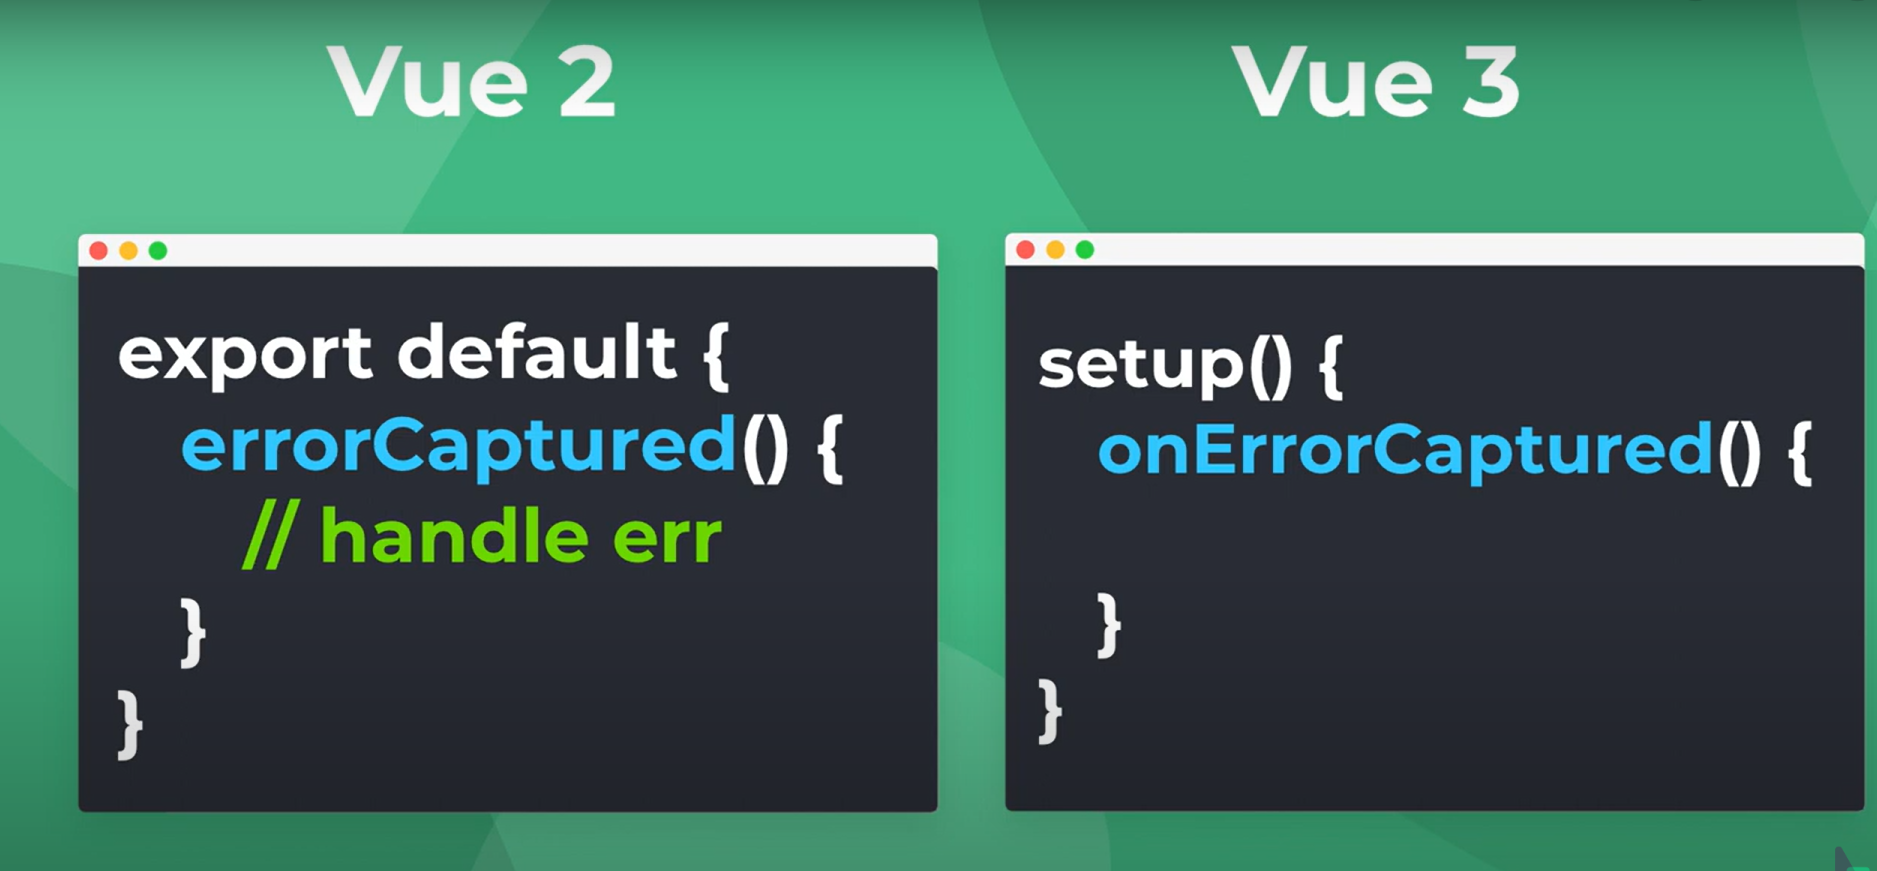 Vue 2
export default {
errorCaptured() {
// handle err
}
}
Vue 3
setup() {
onErrorCaptured() {
}
}